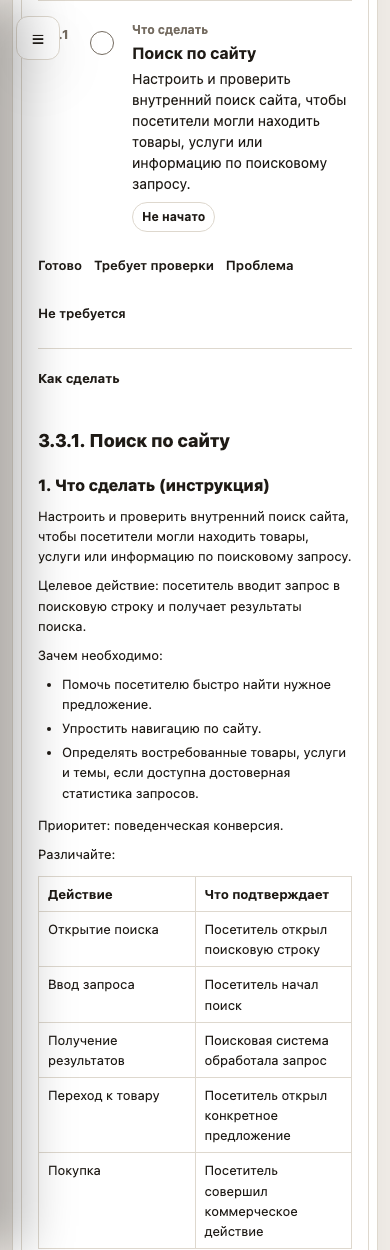 .1
Что сделать
Поиск по сайту
Настроить и проверить
внутренний поиск сайта, чтобы
посетители могли находить
товары, услуги или
информацию по поисковому
запросу.
Не начато
Готово Требует проверки Проблема
Не требуется
Как сделать
3.3.1. Поиск по сайту
1. Что сделать (инструкция)
Настроить и проверить внутренний поиск сайта,
чтобы посетители могли находить товары,
услуги или информацию по поисковому запросу.
Целевое действие: посетитель вводит запрос в
поисковую строку и получает результаты
поиска.
Зачем необходимо:
• Помочь посетителю быстро найти нужное
предложение.
• Упростить навигацию по сайту.
• Определять востребованные товары, услуги
и темы, если доступна достоверная
статистика запросов.
Приоритет: поведенческая конверсия.
Различайте:
Действие Что подтверждает
Открытие поиска Посетитель открыл
поисковую строку
Ввод запроса Посетитель начал
поиск
Получение Поисковая система
результатов обработала запрос
Переход к товару Посетитель открыл
конкретное
предложение
Покупка Посетитель
совершил
коммерческое
действие